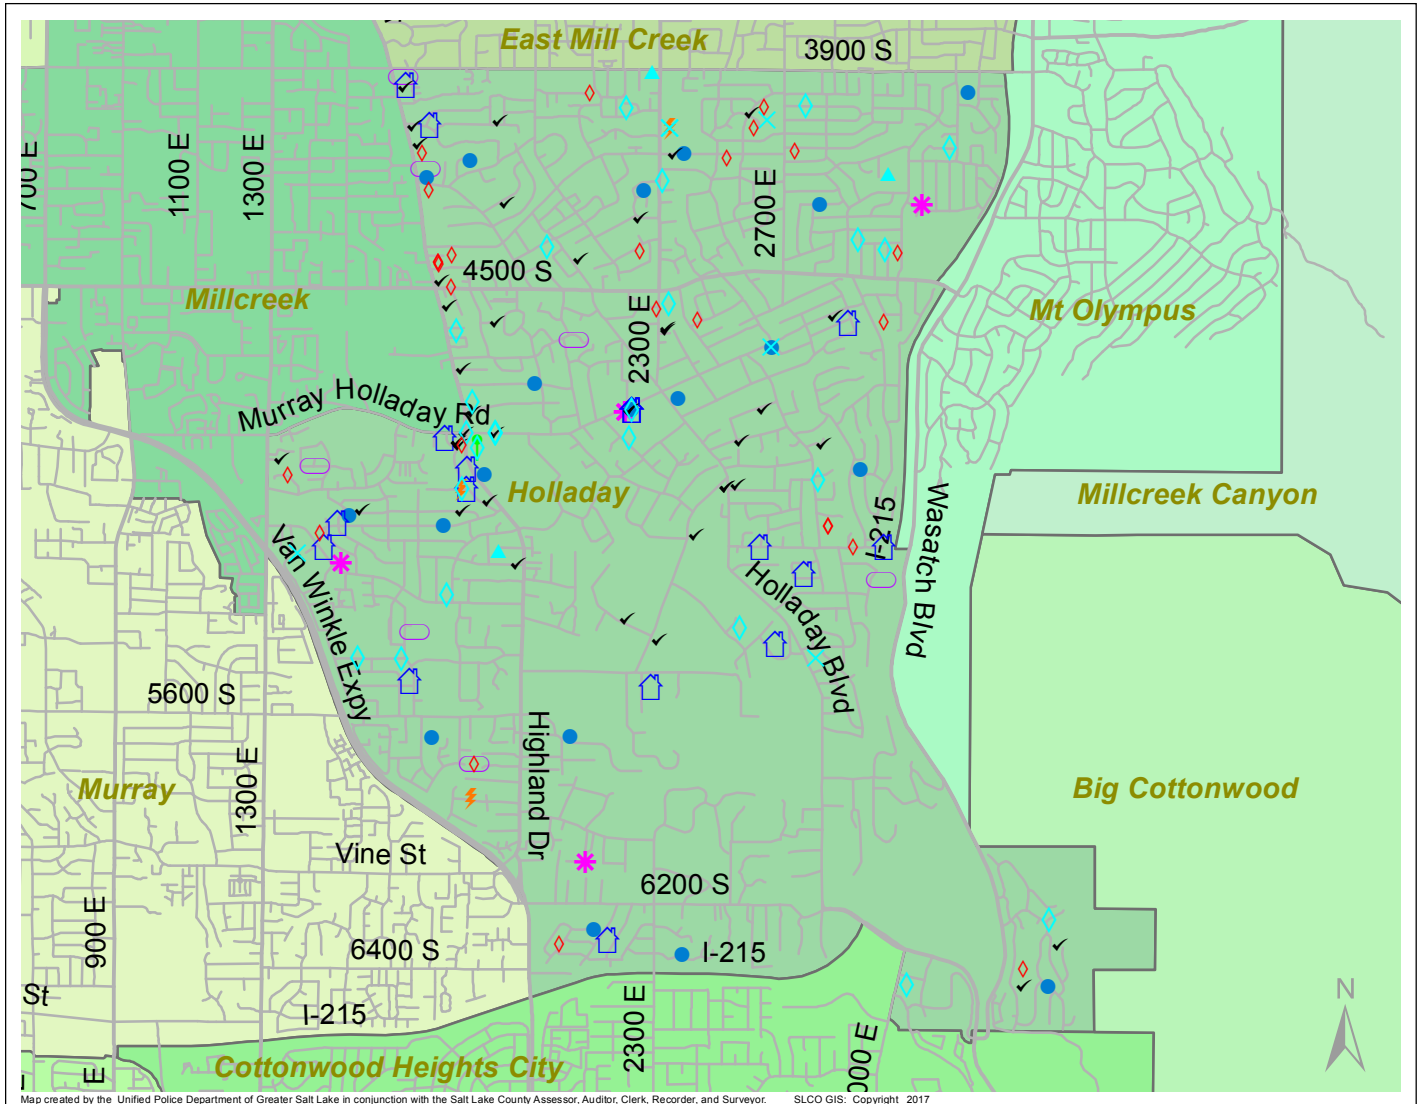 East Mill Creek
3900 S
700 E
1100 E
1300 E
2700 E
4500 S
Millcreek
Mt Olympus
2300 E
Murray Holladay Rd
Holladay
Millcreek Canyon
I-215
Wasatch Blvd
Van Winkle Expy
Holladay Blvd
5600 S
Highland Dr
1300 E
Murray
Big Cottonwood
Vine St
6200 S
900 E
6400 S
I-215
St
I-215
N
2300 E
000 E
E
E
Cottonwood Heights City
Map created by the Unified Police Department of Greater Salt Lake in conjunction with the Salt Lake County Assessor, Auditor, Clerk, Recorder, and Surveyor. SLCO GIS: Copyright 2017